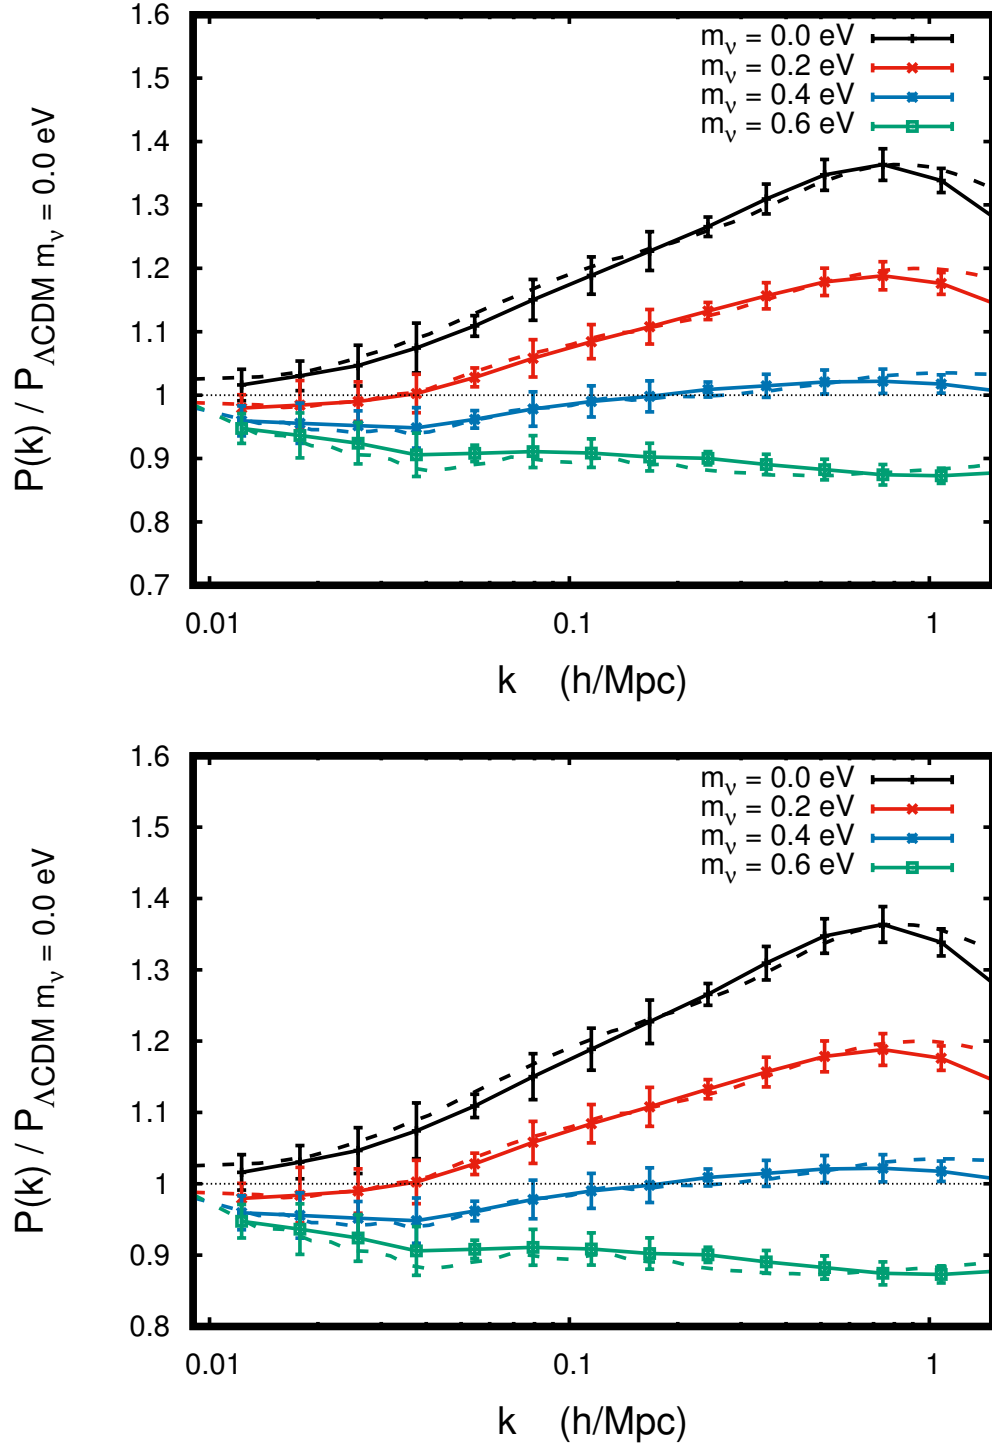 1.6
1.5
1.4
1.3
1.2
1.1
1
0.9
0.8
0.7
P(k) / P ΛCDM mν = 0.0 eV
mν = 0.0 eV
mν = 0.2 eV
mν = 0.4 eV
mν = 0.6 eV
0.01 0.1 1
k (h/Mpc)
1.6
1.5
1.4
1.3
1.2
1.1
1
0.9
0.8
P(k) / P ΛCDM mν = 0.0 eV
mν = 0.0 eV
mν = 0.2 eV
mν = 0.4 eV
mν = 0.6 eV
0.01 0.1 1
k (h/Mpc)